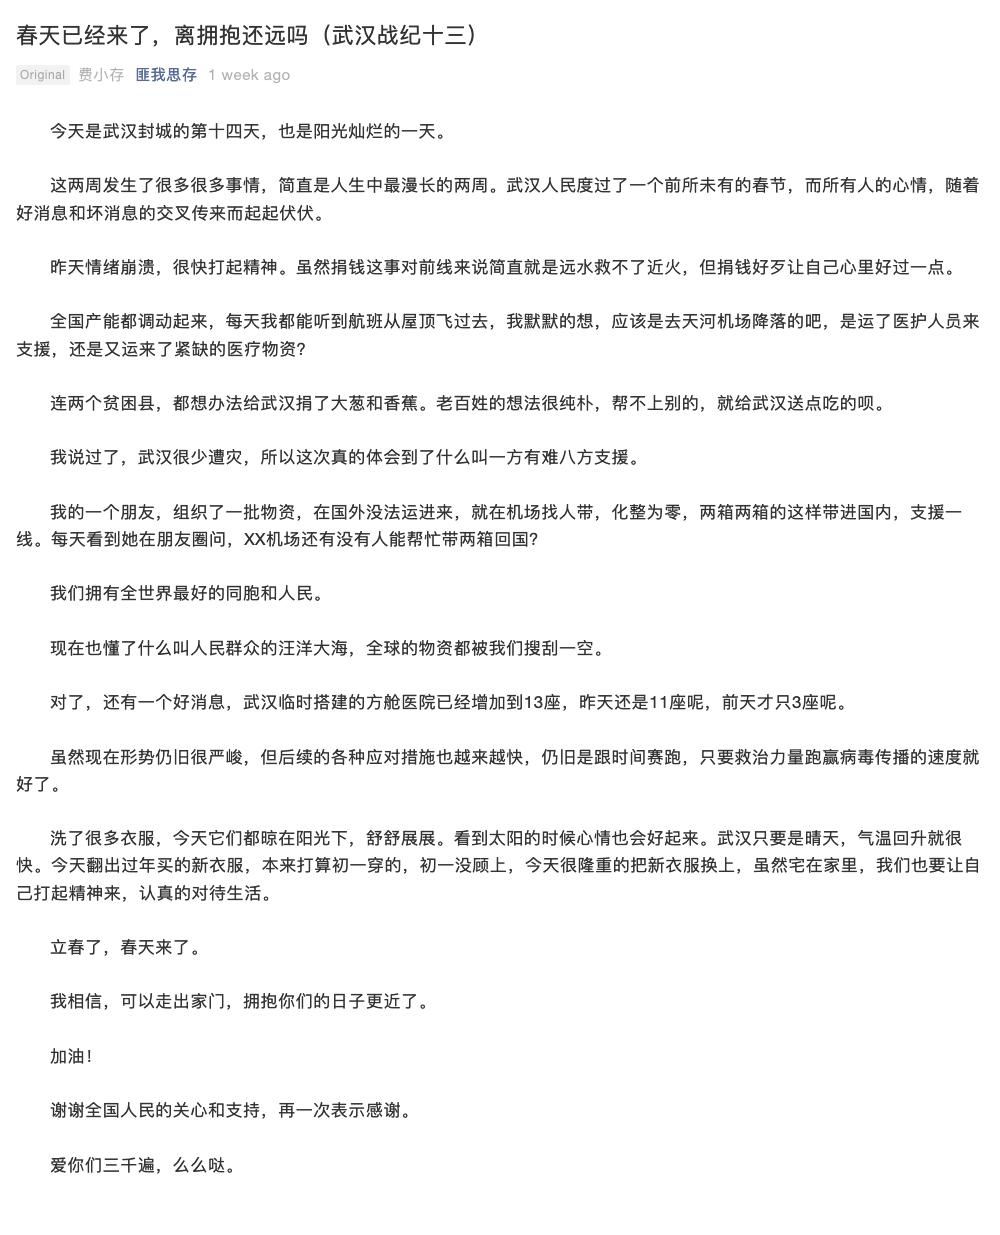 春天已经来了，离拥抱还远吗（武汉战纪十三）
Original 费小存 匪我思存 1 week ago
今天是武汉封城的第十四天，也是阳光灿烂的一天。
这两周发生了很多很多事情，简直是人生中最漫长的两周。武汉人民度过了一个前所未有的春节，而所有人的心情，随着
好消息和坏消息的交叉传来而起起伏伏。
昨天情绪崩溃，很快打起精神。虽然捐钱这事对前线来说简直就是远水救不了近火，但捐钱好歹让自己心里好过一点。
全国产能都调动起来，每天我都能听到航班从屋顶飞过去，我默默的想，应该是去天河机场降落的吧，是运了医护人员来
支援，还是又运来了紧缺的医疗物资？
连两个贫困县，都想办法给武汉捐了大葱和香蕉。老百姓的想法很纯朴，帮不上别的，就给武汉送点吃的呗。
我说过了，武汉很少遭灾，所以这次真的体会到了什么叫一方有难八方支援。
我的一个朋友，组织了一批物资，在国外没法运进来，就在机场找人带，化整为零，两箱两箱的这样带进国内，支援一
线。每天看到她在朋友圈问，XX机场还有没有人能帮忙带两箱回国？
我们拥有全世界最好的同胞和人民。
现在也懂了什么叫人民群众的汪洋大海，全球的物资都被我们搜刮一空。
对了，还有一个好消息，武汉临时搭建的方舱医院已经增加到13座，昨天还是11座呢，前天才只3座呢。
虽然现在形势仍旧很严峻，但后续的各种应对措施也越来越快，仍旧是跟时间赛跑，只要救治力量跑赢病毒传播的速度就
好了。
洗了很多衣服，今天它们都晾在阳光下，舒舒展展。看到太阳的时候心情也会好起来。武汉只要是晴天，气温回升就很
快。今天翻出过年买的新衣服，本来打算初一穿的，初一没顾上，今天很隆重的把新衣服换上，虽然宅在家里，我们也要让自
己打起精神来，认真的对待生活。
立春了，春天来了。
我相信，可以走出家门，拥抱你们的日子更近了。
加油！
谢谢全国人民的关心和支持，再一次表示感谢。
爱你们三千遍，么么哒。